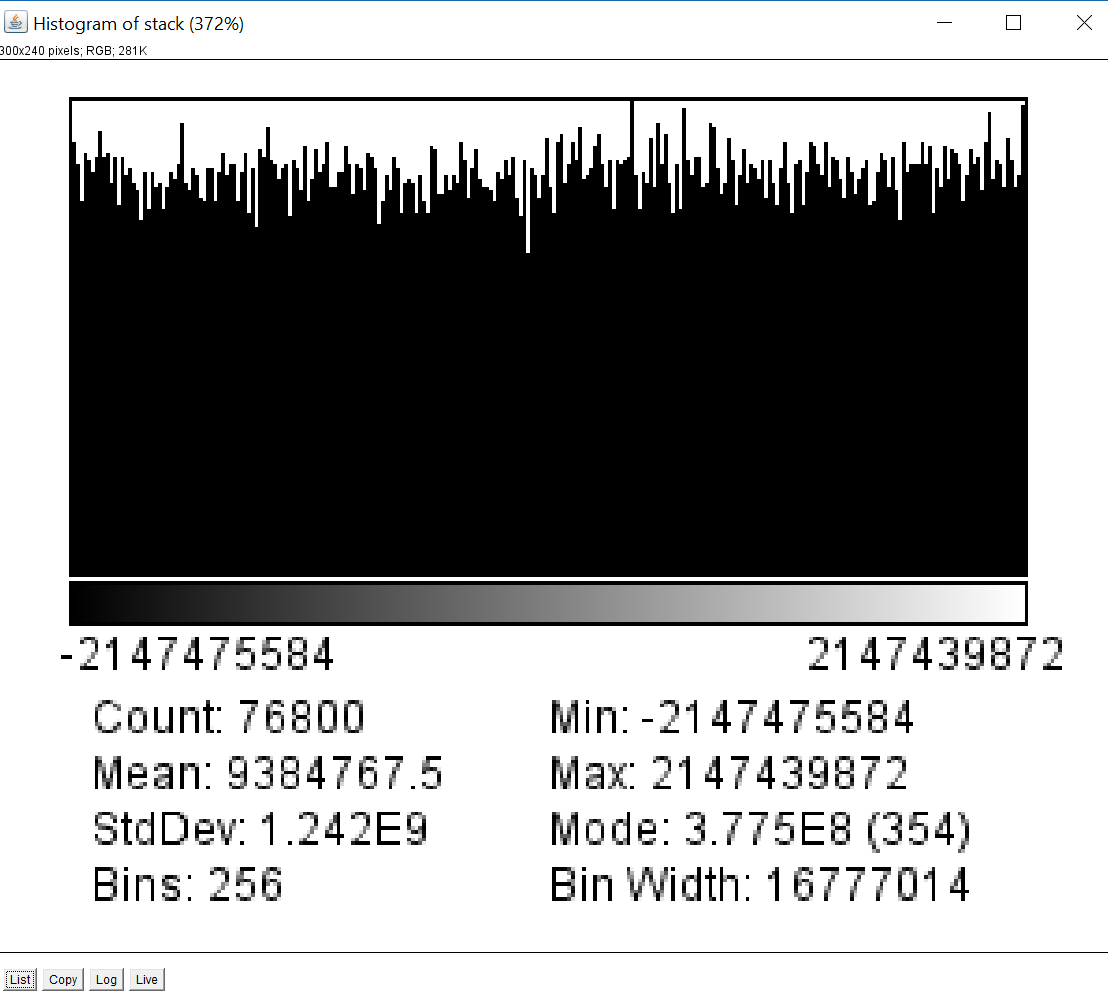 Histogram of stack (372%)
300x240 pixels; RGB; 281K
-2147475584 2147439872
Count: 76800 Min: -2147475584
Mean: 9384767.5 Max: 2147439872
StdDev: 1.242E9 Mode: 3.775E8 (354)
Bins: 256 Bin Width: 16777014
List Copy Log Live